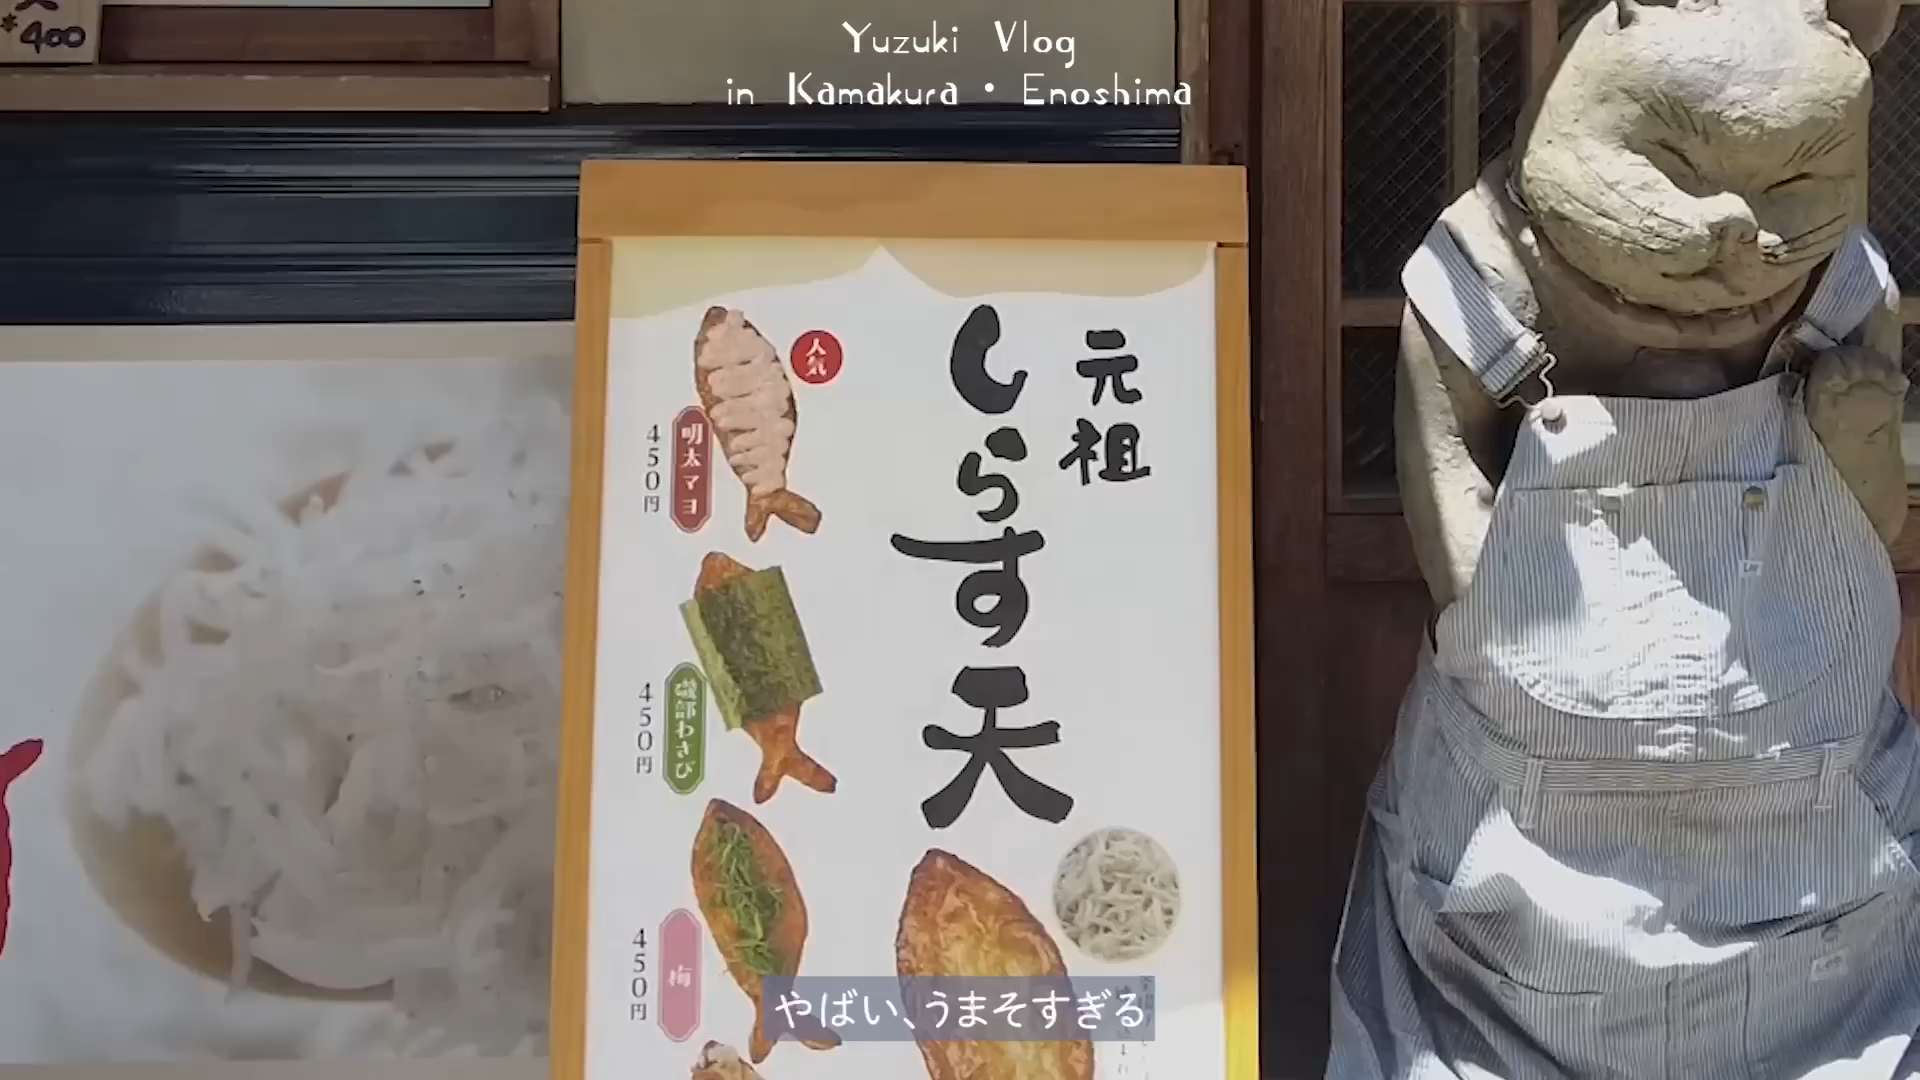 Yuzuki Vlog
in Kamakura・Enoshima
*400
元祖
しらす天
人気
明太マヨ
450円
磯部わさび
450円
梅
450円
Lee
やばい、うまそすぎる